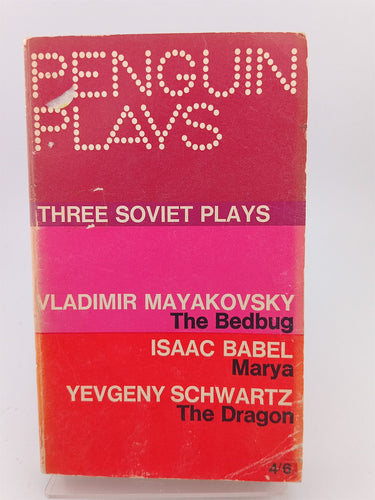 PENGUIN
PLAYS
THREE SOVIET PLAYS
VLADIMIR MAYAKOVSKY
The Bedbug
ISAAC BABEL
Marya
YEVGENY SCHWARTZ
The Dragon
4/6